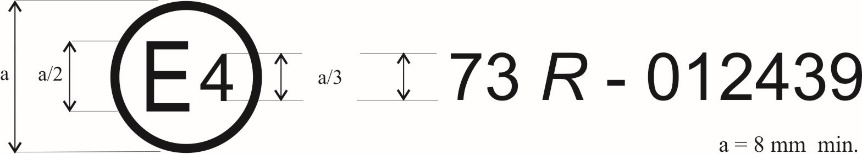 a a/2 E4 a/3 73 R - 012439
a = 8 mm min.